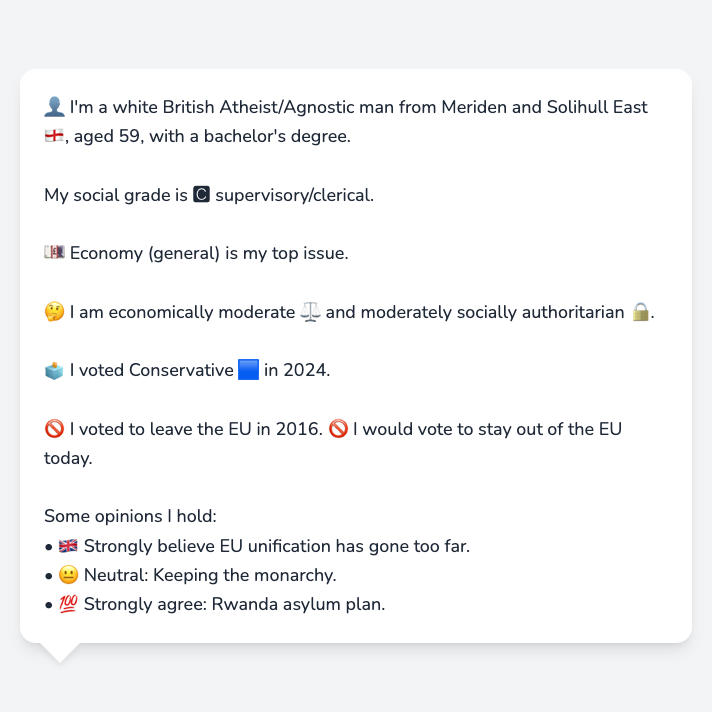 👤 I'm a white British Atheist/Agnostic man from Meriden and Solihull East
🏴󠁧󠁢󠁥󠁮󠁧󠁿, aged 59, with a bachelor's degree.
My social grade is C supervisory/clerical.
💷 Economy (general) is my top issue.
🤔 I am economically moderate ⚖️ and moderately socially authoritarian 🔒.
🗳️ I voted Conservative 🟦 in 2024.
🚫 I voted to leave the EU in 2016. 🚫 I would vote to stay out of the EU
today.
Some opinions I hold:
• 🇬🇧 Strongly believe EU unification has gone too far.
• 😐 Neutral: Keeping the monarchy.
• 💯 Strongly agree: Rwanda asylum plan.